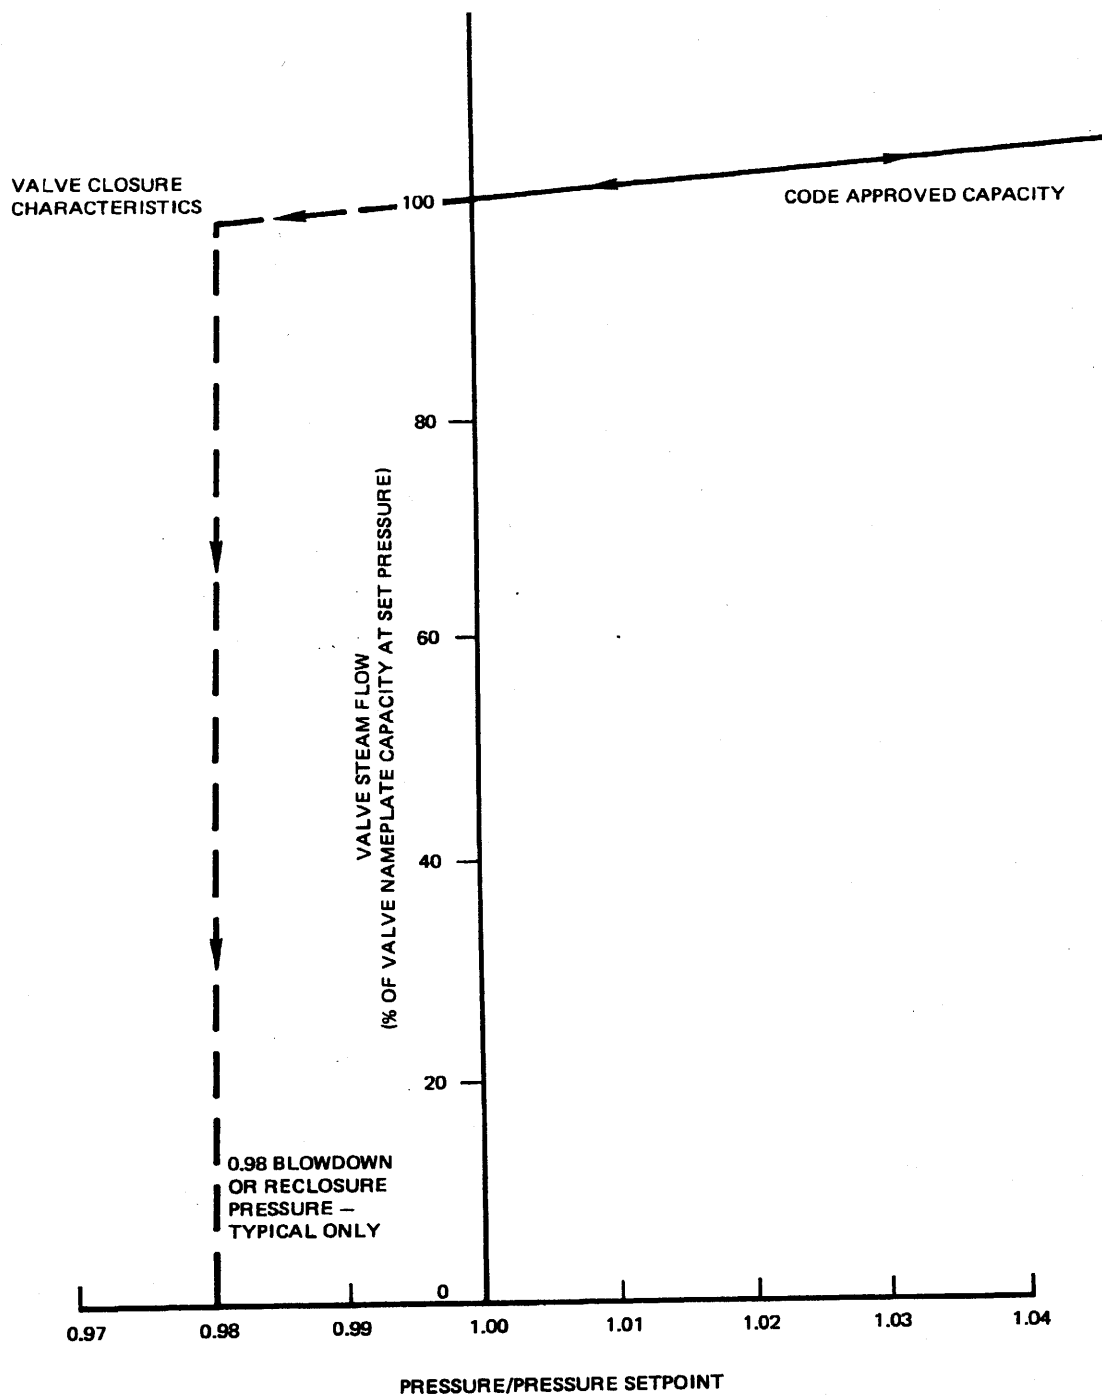 VALVE CLOSURE
CHARACTERISTICS
100
CODE APPROVED CAPACITY
80
60
40
20
0
VALVE STEAM FLOW
(% OF VALVE NAMEPLATE CAPACITY AT SET PRESSURE)
0.98 BLOWDOWN
OR RECLOSURE
PRESSURE –
TYPICAL ONLY
0.97
0.98
0.99
1.00
1.01
1.02
1.03
1.04
PRESSURE/PRESSURE SETPOINT